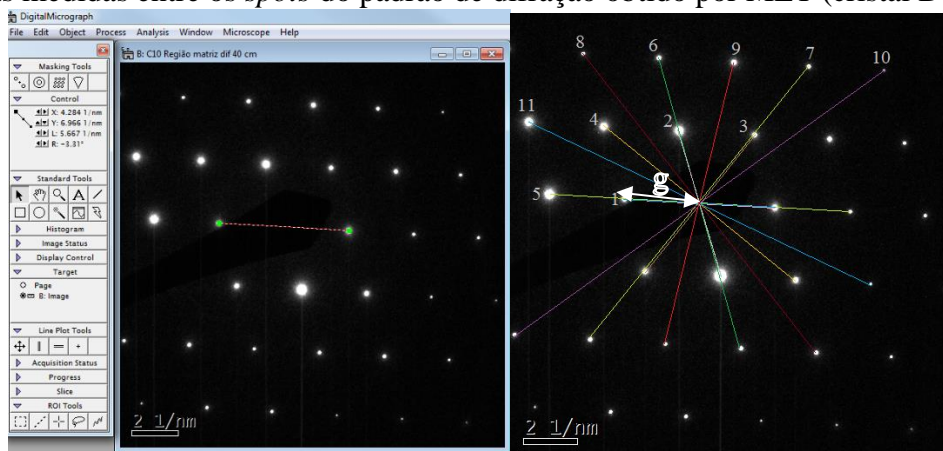 as medidas entre os spots do padrão de difração obtido por MET (cristal B
DigitalMicrograph
File Edit Object Process Analysis Window Microscope Help
Masking Tools
Control
X: 4.284 1/nm
Y: 6.966 1/nm
L: 5.667 1/nm
R: -3.31°
Standard Tools
A
Histogram
Image Status
Display Control
Target
Page
B: Image
Line Plot Tools
Acquisition Status
Progress
Slice
ROI Tools
B: C10 Região matriz dif 40 cm
2 1/nm
8
6
9
7
10
11
4
2
3
5
1
g
2 1/nm